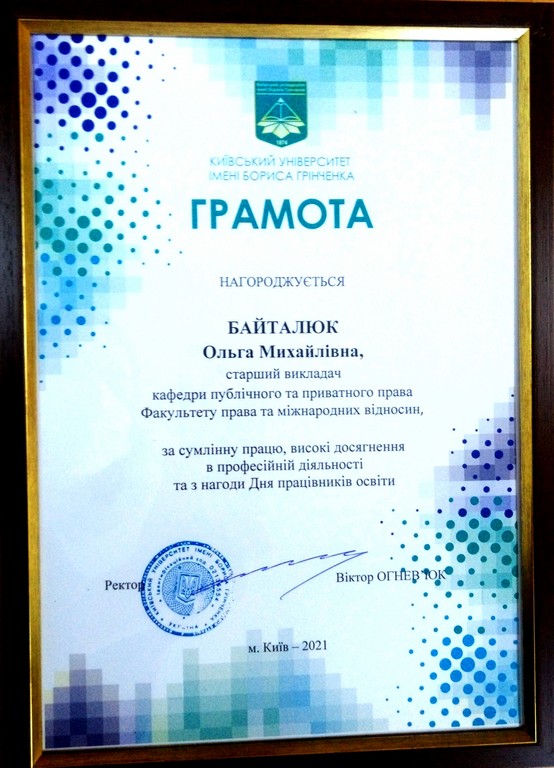 1874
КИЇВСЬКИЙ УНІВЕРСИТЕТ
ІМЕНІ БОРИСА ГРІНЧЕНКА
ГРАМОТА
НАГОРОДЖУЄТЬСЯ
БАЙТАЛЮК
Ольга Михайлівна,
старший викладач
кафедри публічного та приватного права
Факультету права та міжнародних відносин,
за сумлінну працю, високі досягнення
в професійній діяльності
та з нагоди Дня працівників освіти
Ректор
Віктор ОГНЕВ'ЮК
м. Київ – 2021